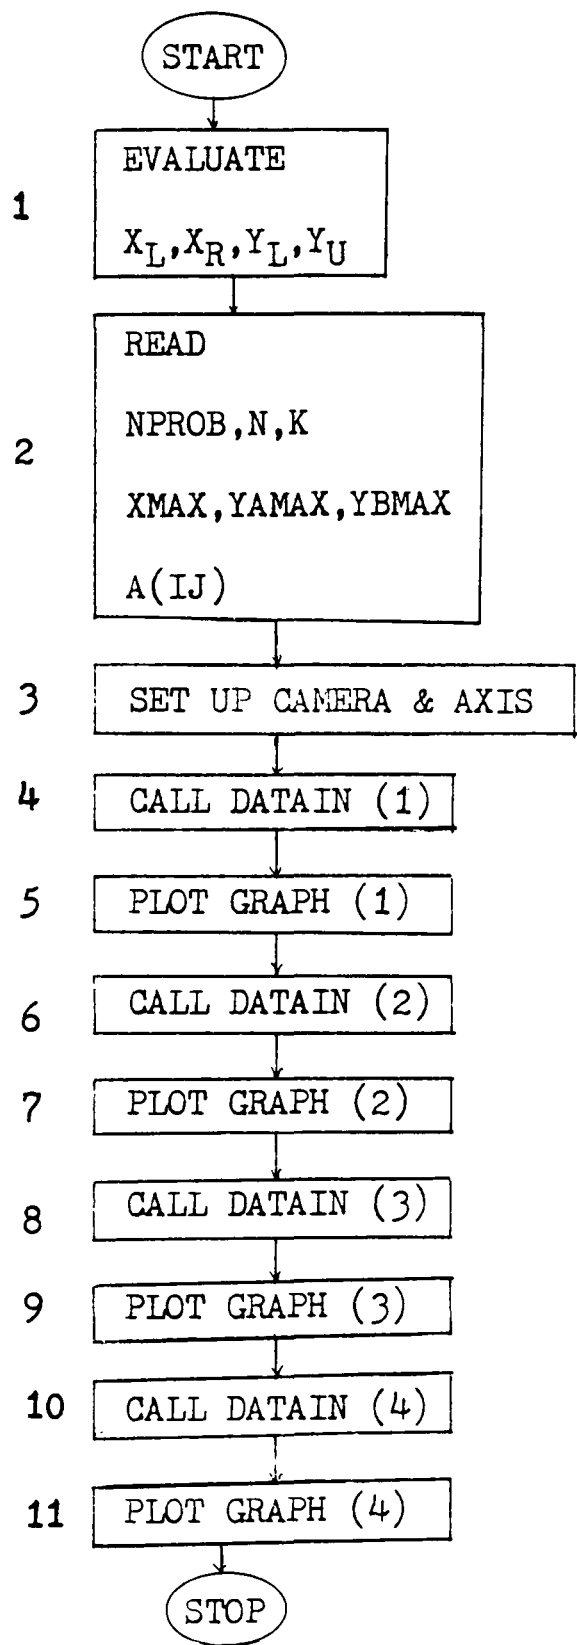 START
1
EVALUATE
X_L,X_R,Y_L,Y_U
2
READ
NPROB,N,K
XMAX,YAMAX,YBMAX
A(IJ)
3 SET UP CAMERA & AXIS
4 CALL DATAIN (1)
5 PLOT GRAPH (1)
6 CALL DATAIN (2)
7 PLOT GRAPH (2)
8 CALL DATAIN (3)
9 PLOT GRAPH (3)
10 CALL DATAIN (4)
11 PLOT GRAPH (4)
STOP